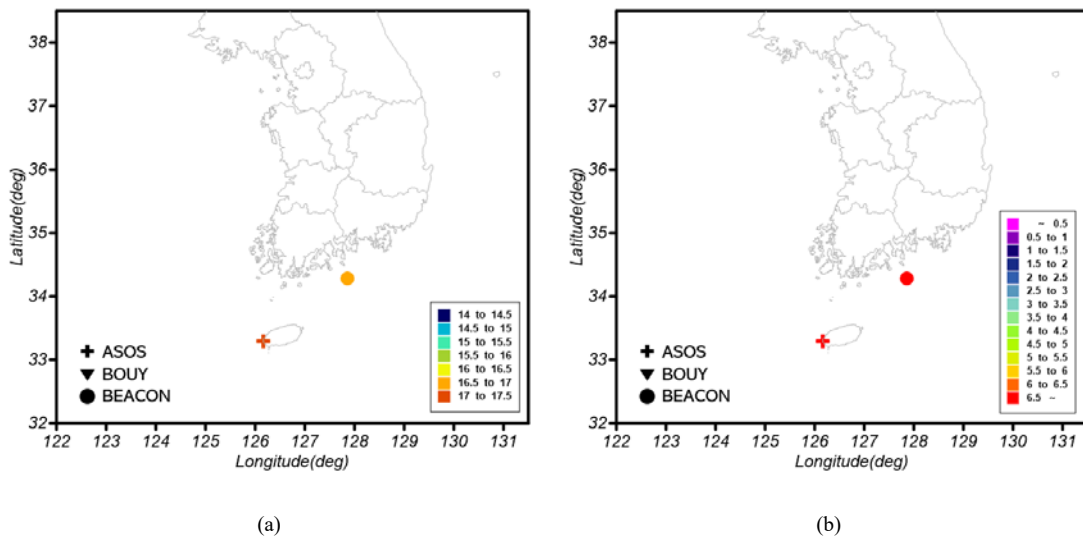 38
37
36
35
34
33
32
Latitude(deg)
122 123 124 125 126 127 128 129 130 131
Longitude(deg)
ASOS
BOUY
BEACON
14 to 14.5
14.5 to 15
15 to 15.5
15.5 to 16
16 to 16.5
16.5 to 17
17 to 17.5
(a)
38
37
36
35
34
33
32
Latitude(deg)
122 123 124 125 126 127 128 129 130 131
Longitude(deg)
ASOS
BOUY
BEACON
~ 0.5
0.5 to 1
1 to 1.5
1.5 to 2
2 to 2.5
2.5 to 3
3 to 3.5
3.5 to 4
4 to 4.5
4.5 to 5
5 to 5.5
5.5 to 6
6 to 6.5
6.5 ~
(b)